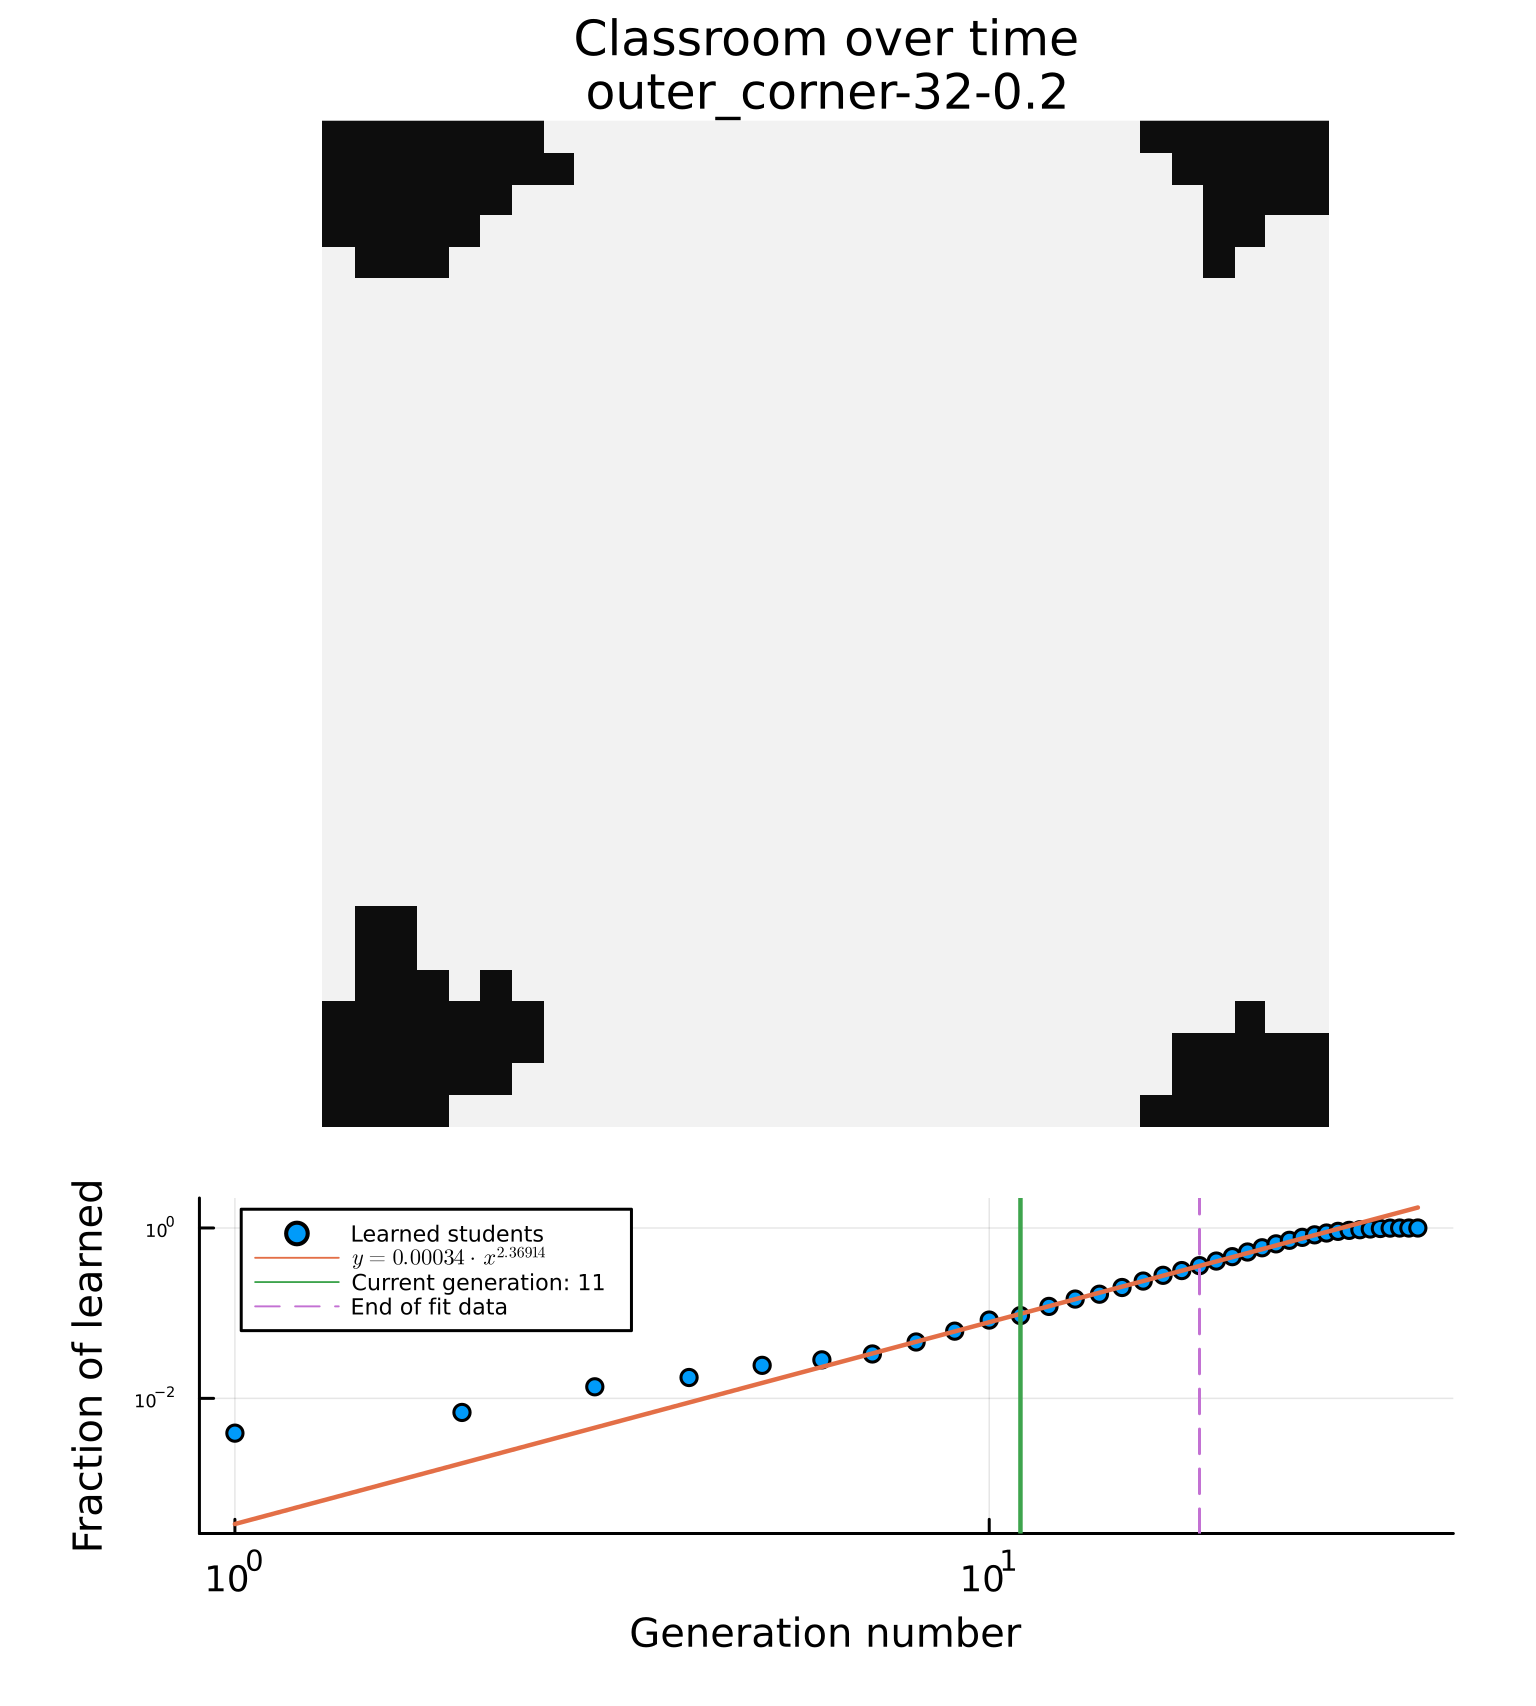 Classroom over time
outer_corner-32-0.2
Fraction of learned
10^0
10^-2
Learned students
y = 0.00034 · x^2.36914
Current generation: 11
End of fit data
10^0
10^1
Generation number